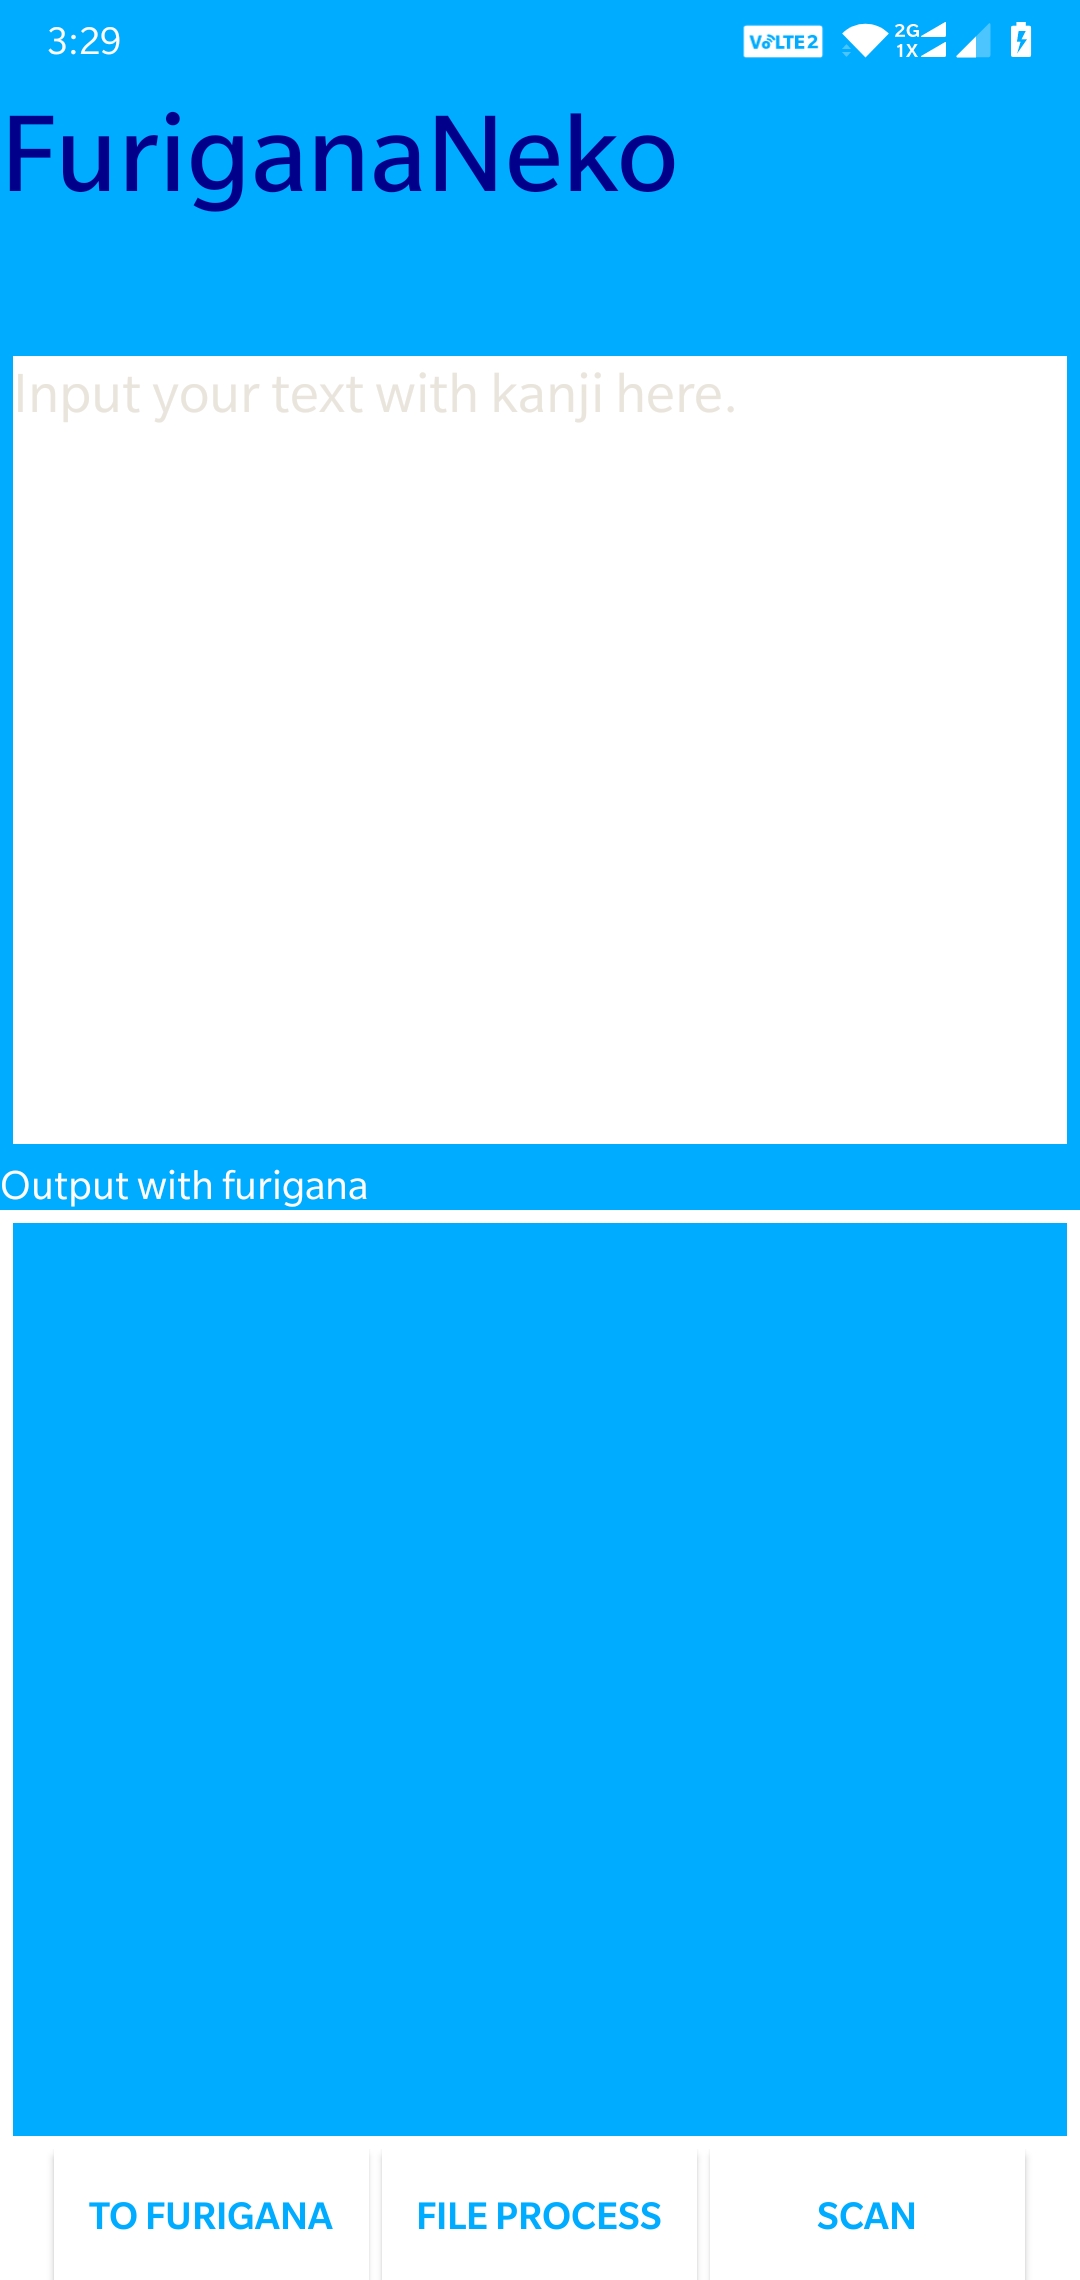 3:29
VoLTE2
2G
1X
FuriganaNeko
Input your text with kanji here.
Output with furigana
TO FURIGANA
FILE PROCESS
SCAN